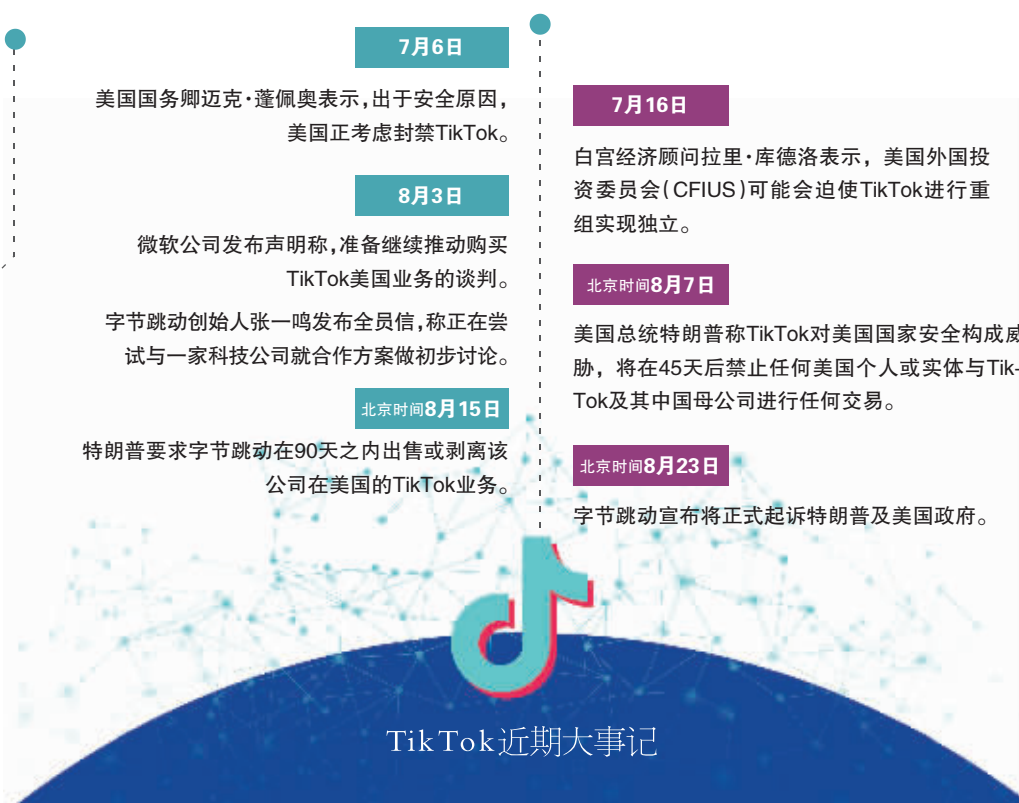 7月6日
美国国务卿迈克·蓬佩奥表示,出于安全原因,
美国正考虑封禁TikTok。
7月16日
白宫经济顾问拉里·库德洛表示，美国外国投
资委员会(CFIUS)可能会迫使TikTok进行重
组实现独立。
8月3日
微软公司发布声明称,准备继续推动购买
TikTok美国业务的谈判。
字节跳动创始人张一鸣发布全员信,称正在尝
试与一家科技公司就合作方案做初步讨论。
北京时间8月7日
美国总统特朗普称TikTok对美国国家安全构成威
胁，将在45天后禁止任何美国个人或实体与Tik-
Tok及其中国母公司进行任何交易。
北京时间8月15日
特朗普要求字节跳动在90天之内出售或剥离该
公司在美国的TikTok业务。
北京时间8月23日
字节跳动宣布将正式起诉特朗普及美国政府。
TikTok近期大事记